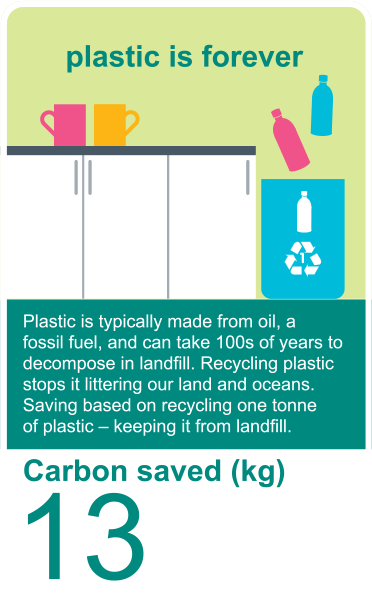 plastic is forever
1
Plastic is typically made from oil, a
fossil fuel, and can take 100s of years to
decompose in landfill. Recycling plastic
stops it littering our land and oceans.
Saving based on recycling one tonne
of plastic – keeping it from landfill.
Carbon saved (kg)
13